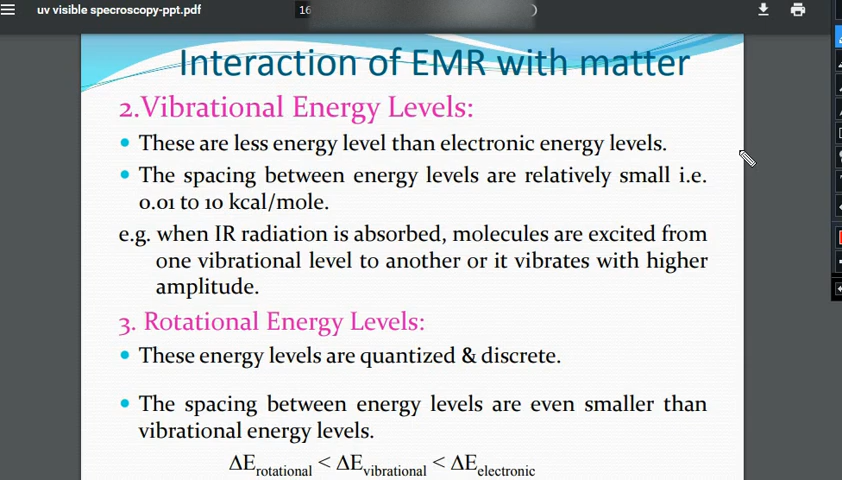 uv visible specroscopy-ppt.pdf
16
Interaction of EMR with matter
2.Vibrational Energy Levels:
• These are less energy level than electronic energy levels.
• The spacing between energy levels are relatively small i.e.
0.01 to 10 kcal/mole.
e.g. when IR radiation is absorbed, molecules are excited from
one vibrational level to another or it vibrates with higher
amplitude.
3. Rotational Energy Levels:
• These energy levels are quantized & discrete.
• The spacing between energy levels are even smaller than
vibrational energy levels.
ΔErotational < ΔEvibrational < ΔEelectronic